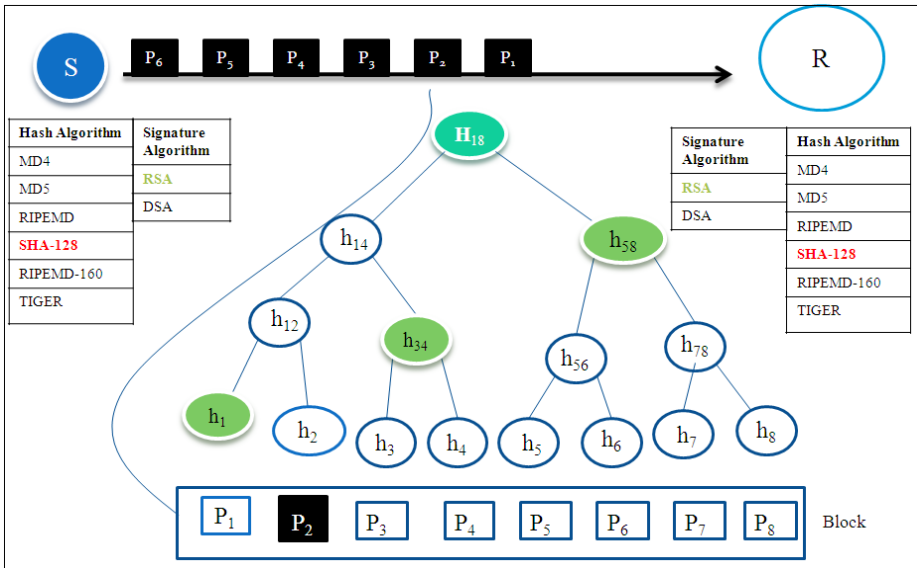 S
P6 P5 P4 P3 P2 P1
R
Hash Algorithm
MD4
MD5
RIPEMD
SHA-128
RIPEMD-160
TIGER
Signature
Algorithm
RSA
DSA
Signature
Algorithm
RSA
DSA
Hash Algorithm
MD4
MD5
RIPEMD
SHA-128
RIPEMD-160
TIGER
H18
h14 h58
h12 h34 h56 h78
h1 h2 h3 h4 h5 h6 h7 h8
P1 P2 P3 P4 P5 P6 P7 P8 Block